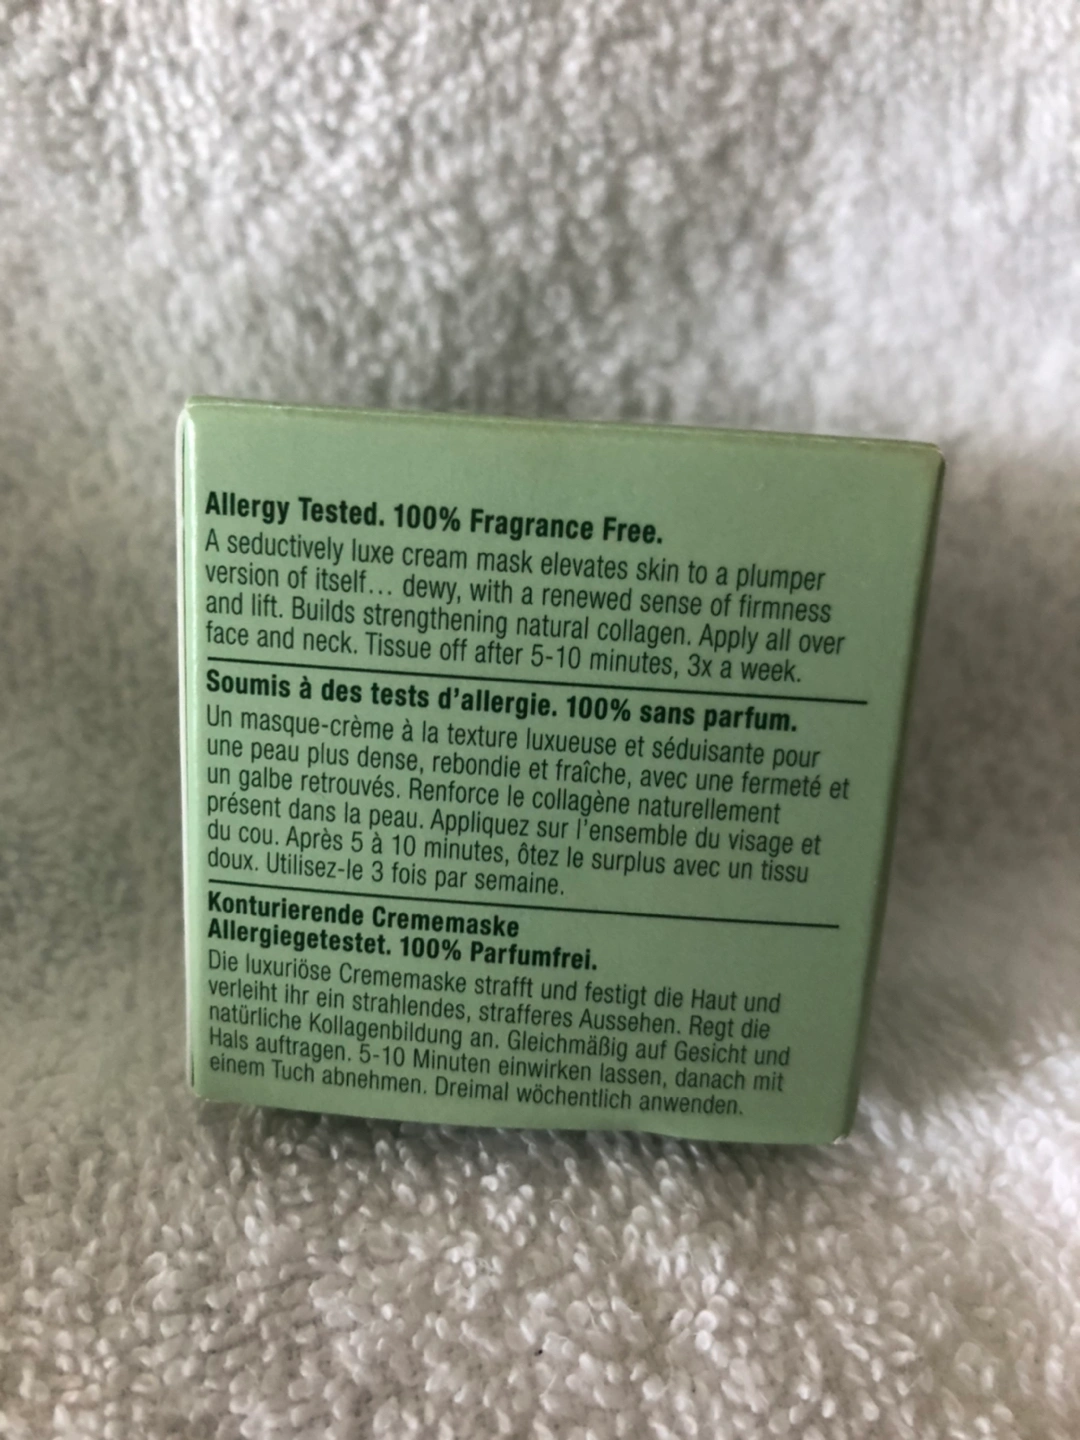 Allergy Tested. 100% Fragrance Free.
A seductively luxe cream mask elevates skin to a plumper
version of itself... dewy, with a renewed sense of firmness
and lift. Builds strengthening natural collagen. Apply all over
face and neck. Tissue off after 5-10 minutes, 3x a week.
Soumis à des tests d'allergie. 100% sans parfum.
Un masque-crème à la texture luxueuse et séduisante pour
une peau plus dense, rebondie et fraîche, avec une fermeté et
un galbe retrouvés. Renforce le collagène naturellement
présent dans la peau. Appliquez sur l'ensemble du visage et
du cou. Après 5 à 10 minutes, ôtez le surplus avec un tissu
doux. Utilisez-le 3 fois par semaine.
Konturierende Crememaske
Allergiegetestet. 100% Parfumfrei.
Die luxuriöse Crememaske strafft und festigt die Haut und
verleiht ihr ein strahlendes, strafferes Aussehen. Regt die
natürliche Kollagenbildung an. Gleichmäßig auf Gesicht und
Hals auftragen. 5-10 Minuten einwirken lassen, danach mit
einem Tuch abnehmen. Dreimal wöchentlich anwenden.